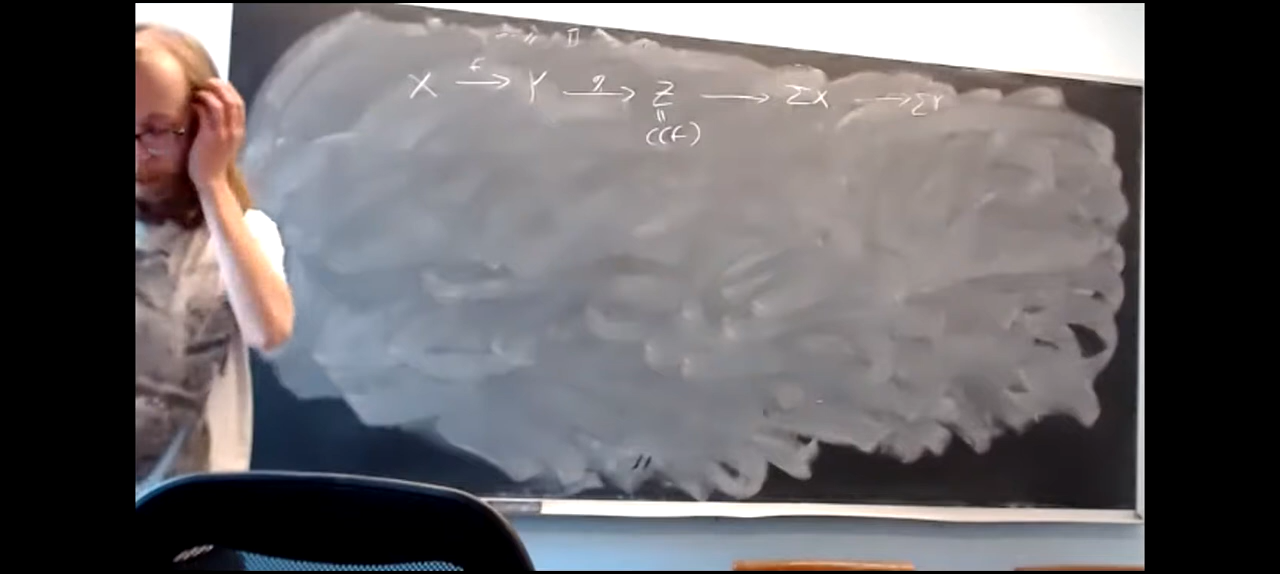 X —f→ Y —g→ Z → ΣX → ΣY
||
C(f)